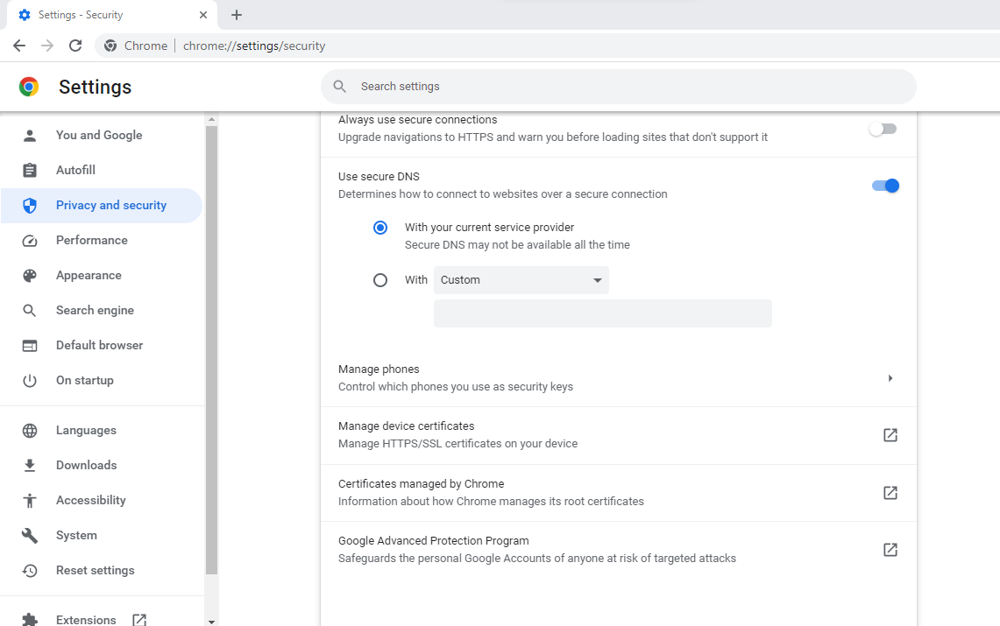 Settings - Security
Chrome
chrome://settings/security
Settings
Search settings
You and Google
Autofill
Privacy and security
Performance
Appearance
Search engine
Default browser
On startup
Languages
Downloads
Accessibility
System
Reset settings
Extensions
Always use secure connections
Upgrade navigations to HTTPS and warn you before loading sites that don't support it
Use secure DNS
Determines how to connect to websites over a secure connection
With your current service provider
Secure DNS may not be available all the time
With Custom
Manage phones
Control which phones you use as security keys
Manage device certificates
Manage HTTPS/SSL certificates on your device
Certificates managed by Chrome
Information about how Chrome manages its root certificates
Google Advanced Protection Program
Safeguards the personal Google Accounts of anyone at risk of targeted attacks